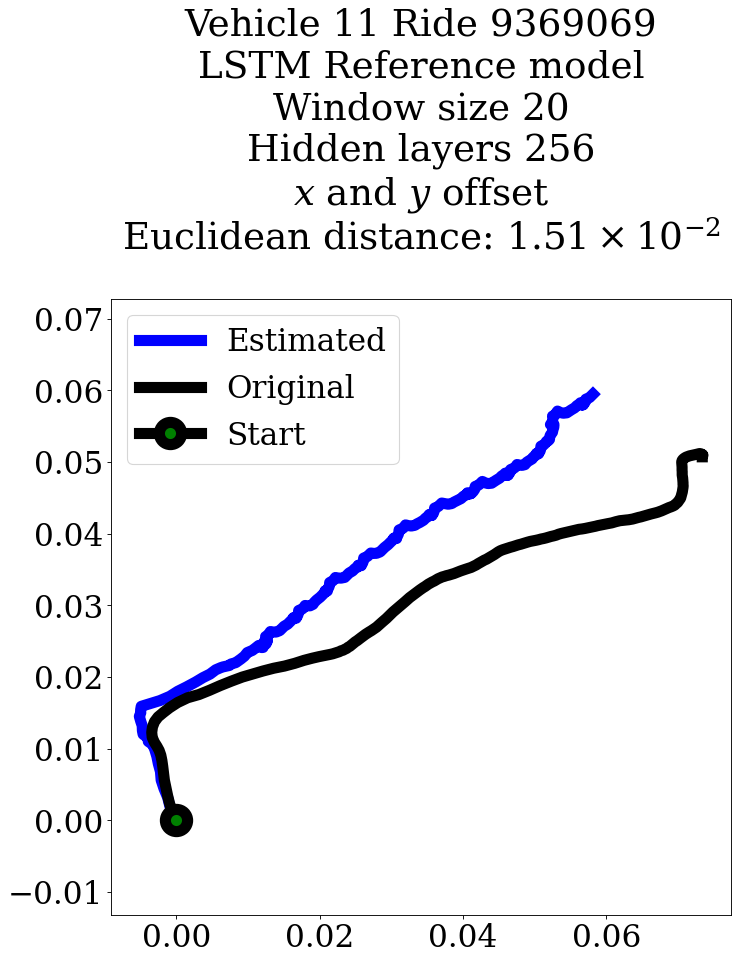 Vehicle 11 Ride 9369069
LSTM Reference model
Window size 20
Hidden layers 256
x and y offset
Euclidean distance: 1.51 × 10⁻²
0.07
0.06
0.05
0.04
0.03
0.02
0.01
0.00
−0.01
Estimated
Original
Start
0.00 0.02 0.04 0.06